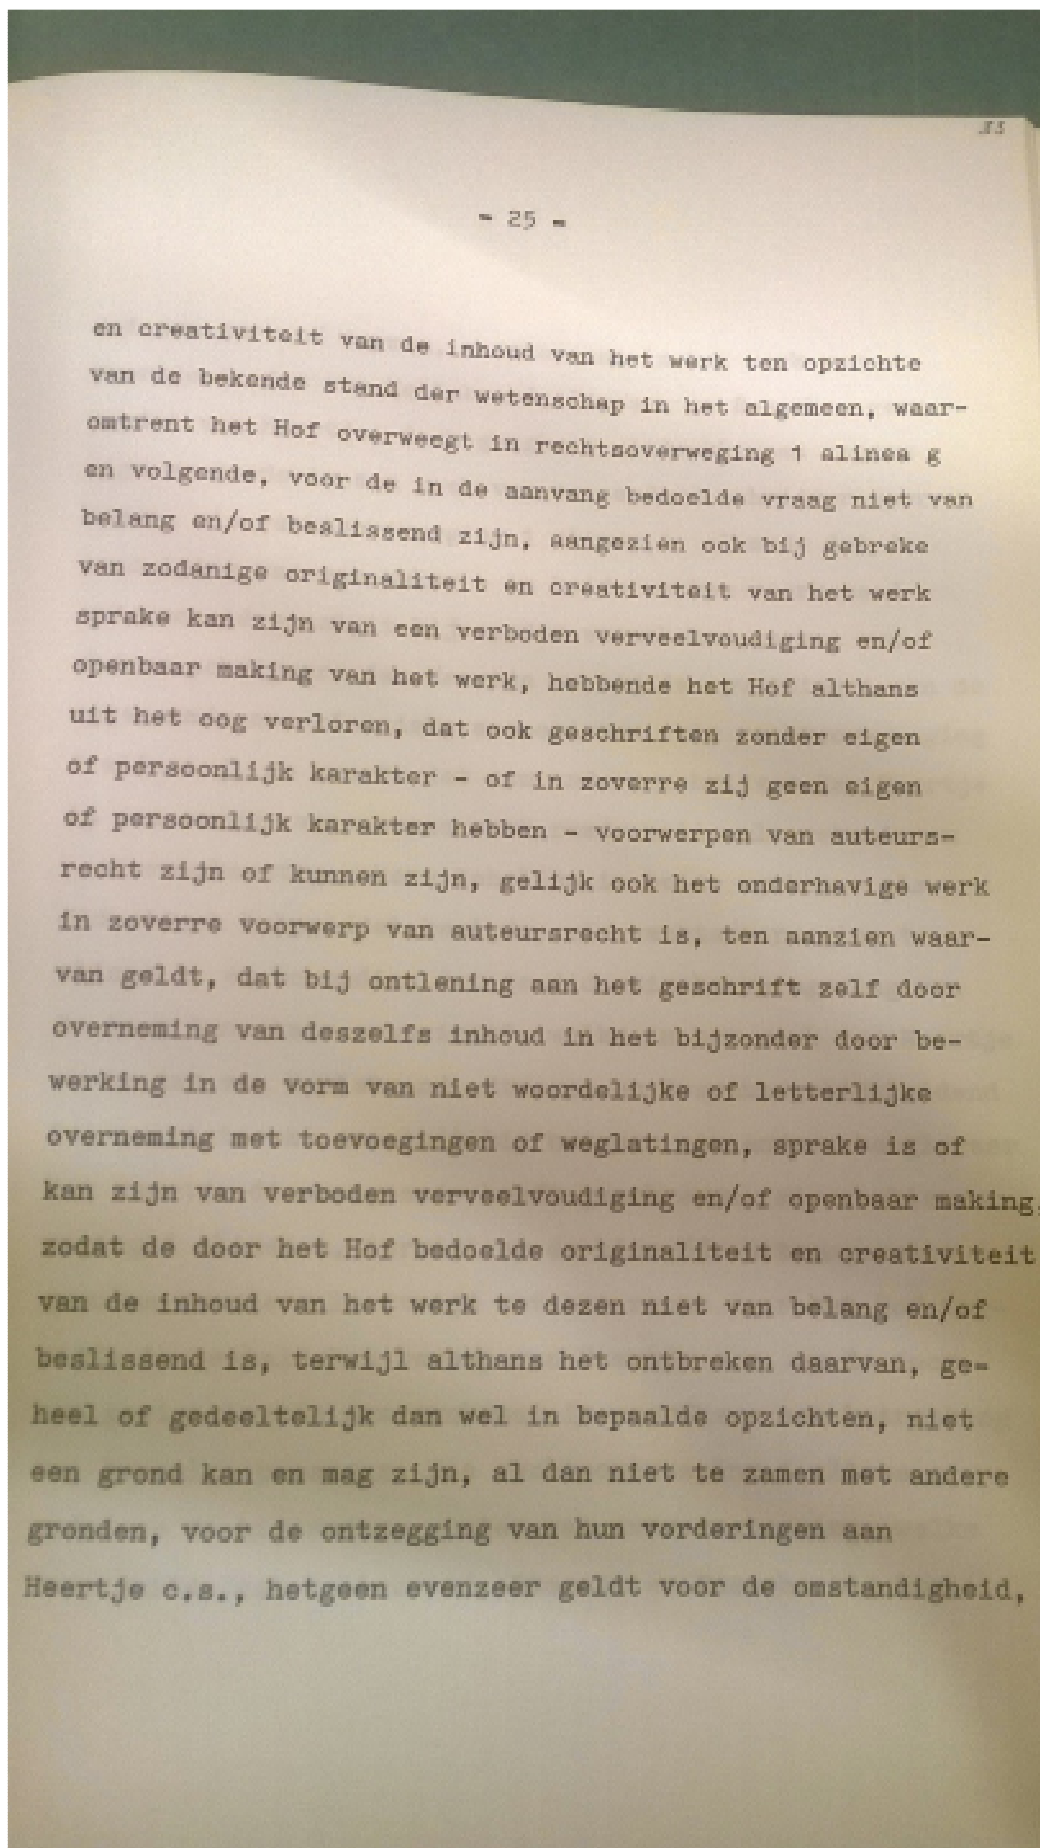 - 25 -
en creativiteit van de inhoud van het werk ten opzichte
van de bekende stand der wetenschap in het algemeen, waar-
omtrent het Hof overweegt in rechtsoverweging 1 alinea g
en volgende, voor de in de aanvang bedoelde vraag niet van
belang en/of beslissend zijn, aangezien ook bij gebreke
van zodanige originaliteit en creativiteit van het werk
sprake kan zijn van een verboden verveelvoudiging en/of
openbaar making van het werk, hebbende het Hof althans
uit het oog verloren, dat ook geschriften zonder eigen
of persoonlijk karakter - of in zoverre zij geen eigen
of persoonlijk karakter hebben - voorwerpen van auteurs-
recht zijn of kunnen zijn, gelijk ook het onderhavige werk
in zoverre voorwerp van auteursrecht is, ten aanzien waar-
van geldt, dat bij ontlening aan het geschrift zelf door
overneming van deszelfs inhoud in het bijzonder door be-
werking in de vorm van niet woordelijke of letterlijke
overneming met toevoegingen of weglatingen, sprake is of
kan zijn van verboden verveelvoudiging en/of openbaar making,
zodat de door het Hof bedoelde originaliteit en creativiteit
van de inhoud van het werk te dezen niet van belang en/of
beslissend is, terwijl althans het ontbreken daarvan, ge-
heel of gedeeltelijk dan wel in bepaalde opzichten, niet
een grond kan en mag zijn, al dan niet te zamen met andere
gronden, voor de ontzegging van hun vorderingen aan
Heertje c.s., hetgeen evenzeer geldt voor de omstandigheid,